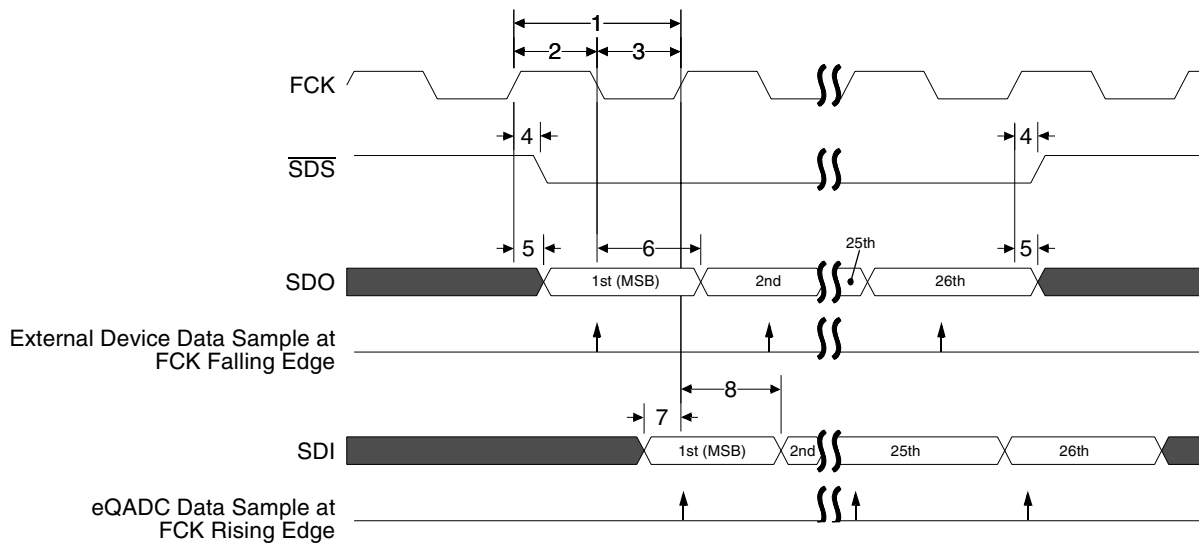 1
2 3
FCK
4 4
SDS
5 6 25th 5
SDO 1st (MSB) 2nd 26th
External Device Data Sample at
FCK Falling Edge
8
7
SDI 1st (MSB) 2nd 25th 26th
eQADC Data Sample at
FCK Rising Edge